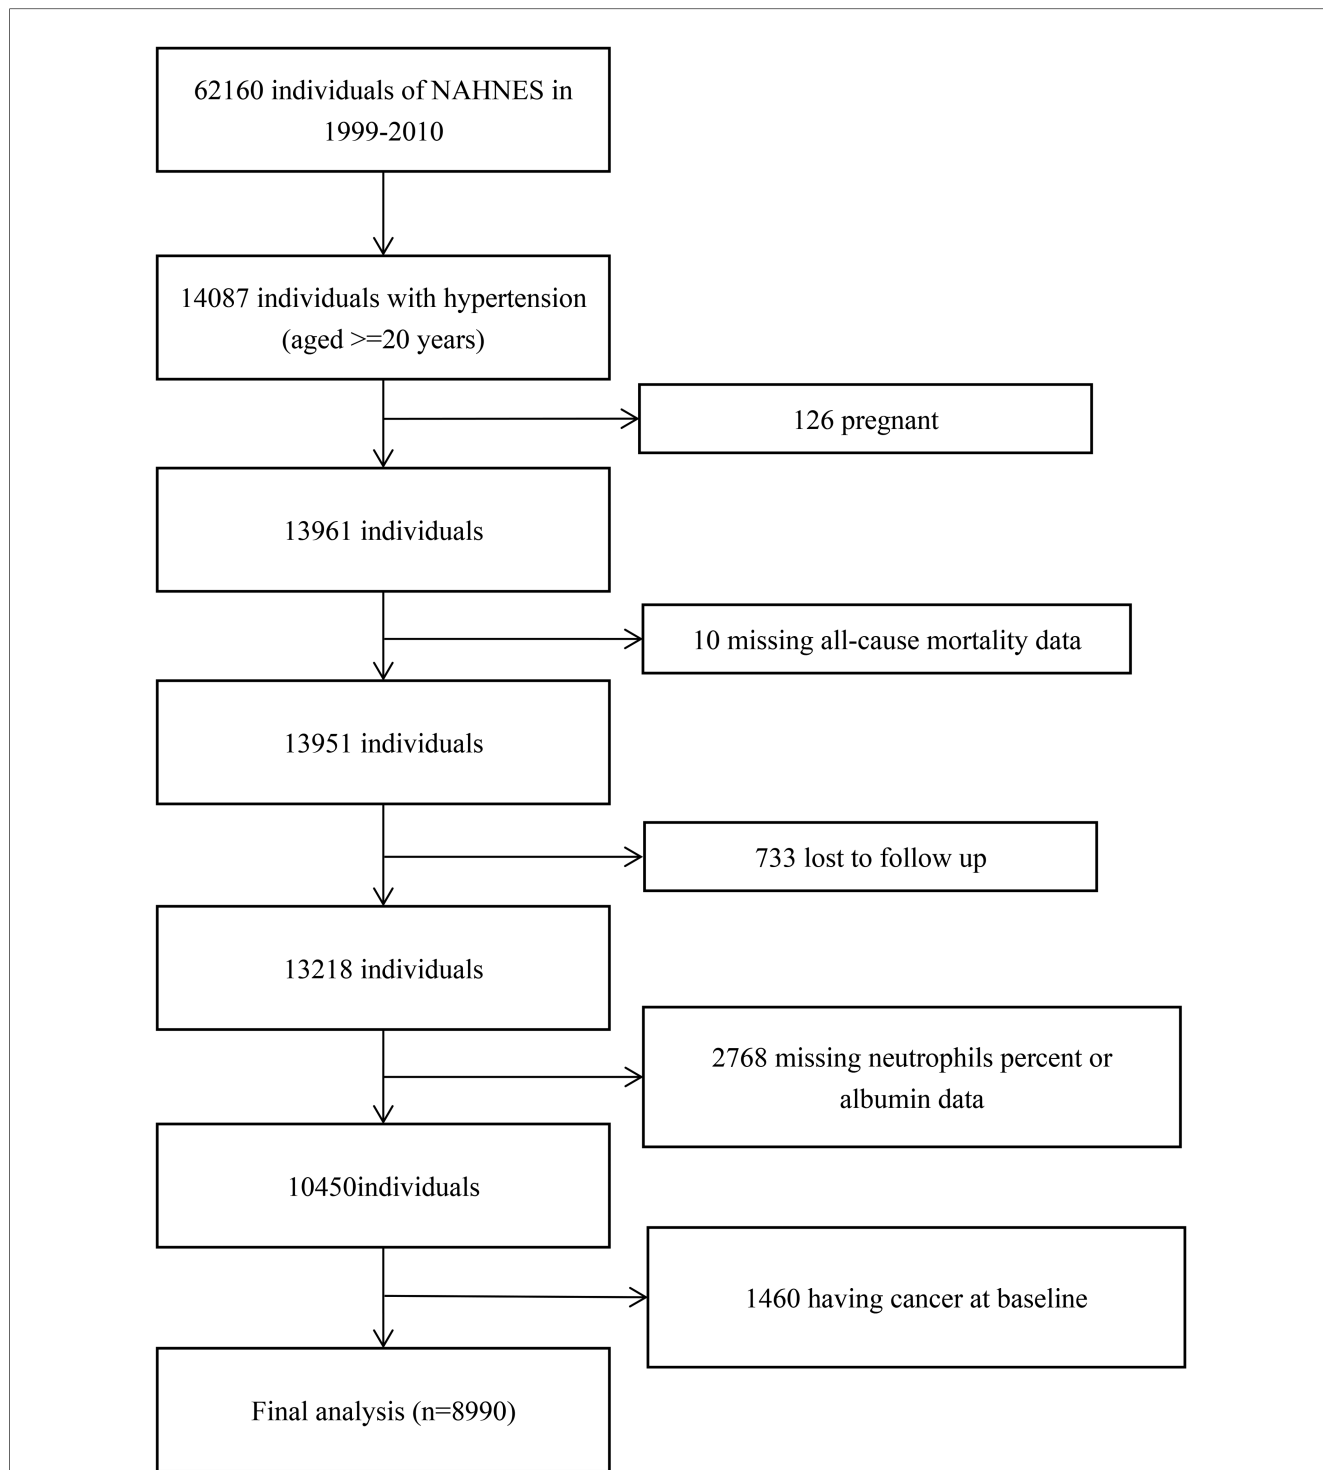 62160 individuals of NAHNES in
1999-2010
14087 individuals with hypertension
(aged >=20 years)
126 pregnant
13961 individuals
10 missing all-cause mortality data
13951 individuals
733 lost to follow up
13218 individuals
2768 missing neutrophils percent or
albumin data
10450individuals
1460 having cancer at baseline
Final analysis (n=8990)